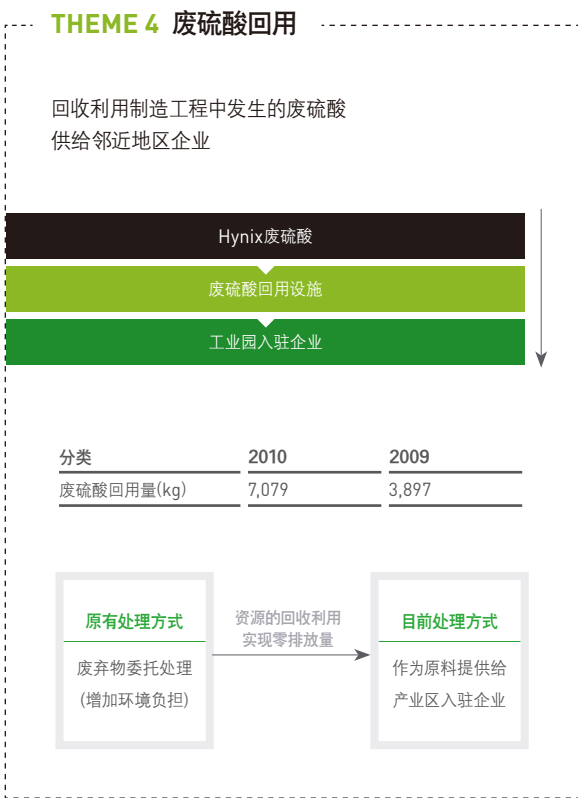 THEME 4 废硫酸回用
回收利用制造工程中发生的废硫酸
供给邻近地区企业
Hynix废硫酸
废硫酸回用设施
工业园入驻企业
分类 2010 2009
废硫酸回用量(kg) 7,079 3,897
原有处理方式
废弃物委托处理
(增加环境负担)
资源的回收利用
实现零排放量
目前处理方式
作为原料提供给
产业区入驻企业